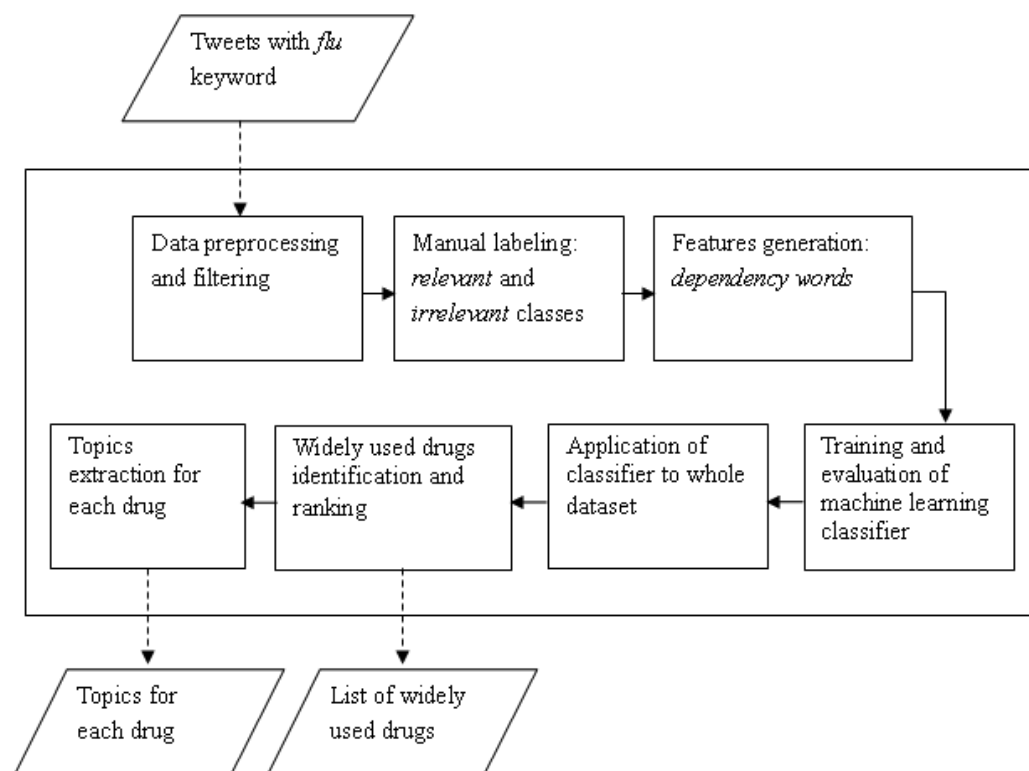 Tweets with flu
keyword
Data preprocessing
and filtering
Manual labeling:
relevant and
irrelevant classes
Features generation:
dependency words
Topics
extraction for
each drug
Widely used drugs
identification and
ranking
Application of
classifier to whole
dataset
Training and
evaluation of
machine learning
classifier
Topics for
each drug
List of widely
used drugs